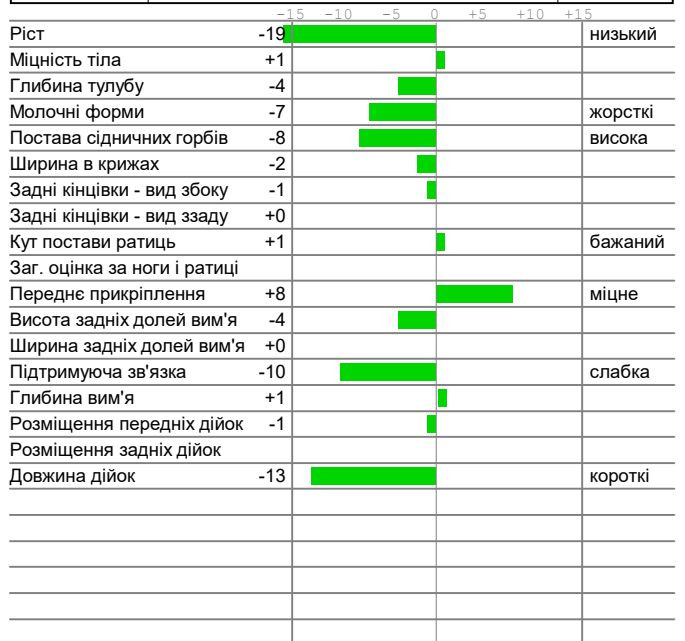 -15 -10 -5 0 +5 +10 +15
Ріст -19 низький
Міцність тіла +1
Глибина тулубу -4
Молочні форми -7 жорсткі
Постава сідничних горбів -8 висока
Ширина в крижах -2
Задні кінцівки - вид збоку -1
Задні кінцівки - вид ззаду +0
Кут постави ратиць +1 бажаний
Заг. оцінка за ноги і ратиці
Переднє прикріплення +8 міцне
Висота задніх долей вим'я -4
Ширина задніх долей вим'я +0
Підтримуюча зв'язка -10 слабка
Глибина вим'я +1
Розміщення передніх дійок -1
Розміщення задніх дійок
Довжина дійок -13 короткі